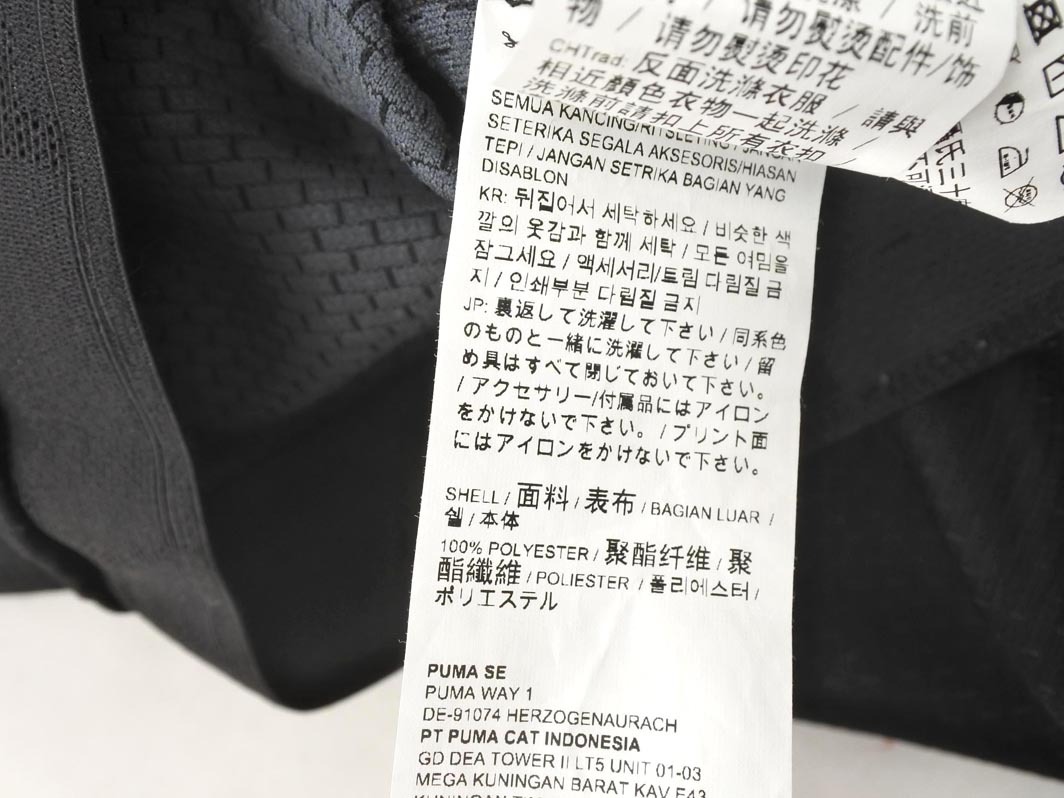 洗前
物 / 请勿熨烫配件/饰
/ 请勿熨烫印花
CHTrad: 反面洗滌衣服 / 請與
相近顏色衣物一起洗滌 /
洗滌前請扣上所有衣扣 /
SEMUA KANCING/RITSLETING / JANGAN
SETERIKA SEGALA AKSESORIS/HIASAN
TEPI / JANGAN SETRIKA BAGIAN YANG
DISABLON
KR: 뒤집어서 세탁하세요 / 비슷한 색
깔의 옷감과 함께 세탁 / 모든 여밈을
잠그세요 / 액세서리/트림 다림질 금
지 / 인쇄부분 다림질 금지
JP: 裏返して洗濯して下さい / 同系色
のものと一緒に洗濯して下さい / 留
め具はすべて閉じておいて下さい。
/ アクセサリー/付属品にはアイロン
をかけないで下さい。 / プリント面
にはアイロンをかけないで下さい。
SHELL / 面料 / 表布 / BAGIAN LUAR /
쉘 / 本体
100% POLYESTER / 聚酯纤维 / 聚
酯纖維 / POLIESTER / 폴리에스터 /
ポリエステル
PUMA SE
PUMA WAY 1
DE-91074 HERZOGENAURACH
PT PUMA CAT INDONESIA
GD DEA TOWER II LT5 UNIT 01-03
MEGA KUNINGAN BARAT KAV E43